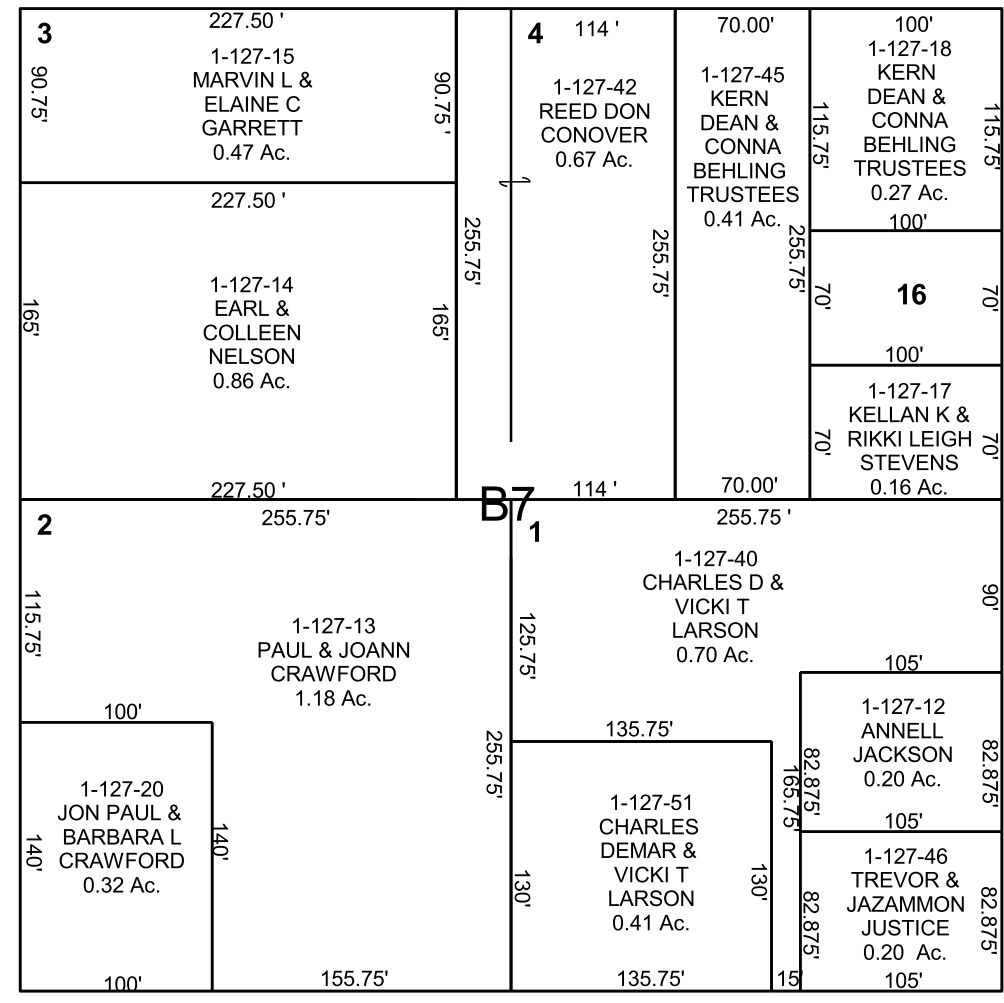 3
227.50 '
90.75'
1-127-15
MARVIN L &
ELAINE C
GARRETT
0.47 Ac.
90.75 '
227.50 '
165'
1-127-14
EARL &
COLLEEN
NELSON
0.86 Ac.
165'
227.50 '
4
114 '
1-127-42
REED DON
CONOVER
0.67 Ac.
255.75'
255.75'
114 '
70.00'
1-127-45
KERN
DEAN &
CONNA
BEHLING
TRUSTEES
0.41 Ac.
255.75'
70.00'
100'
1-127-18
KERN
DEAN &
CONNA
BEHLING
TRUSTEES
0.27 Ac.
115.75'
115.75'
100'
70'
16
70'
100'
1-127-17
KELLAN K &
RIKKI LEIGH
STEVENS
0.16 Ac.
70'
70'
B7
2
255.75'
115.75'
1-127-13
PAUL & JOANN
CRAWFORD
1.18 Ac.
255.75'
100'
1-127-20
JON PAUL &
BARBARA L
CRAWFORD
0.32 Ac.
140'
140'
100'
155.75'
1
255.75 '
1-127-40
CHARLES D &
VICKI T
LARSON
0.70 Ac.
125.75'
90'
135.75'
1-127-51
CHARLES
DEMAR &
VICKI T
LARSON
0.41 Ac.
130'
130'
135.75'
165.75'
15'
105'
1-127-12
ANNELL
JACKSON
0.20 Ac.
82.875'
82.875'
105'
1-127-46
TREVOR &
JAZAMMON
JUSTICE
0.20 Ac.
82.875'
82.875'
105'